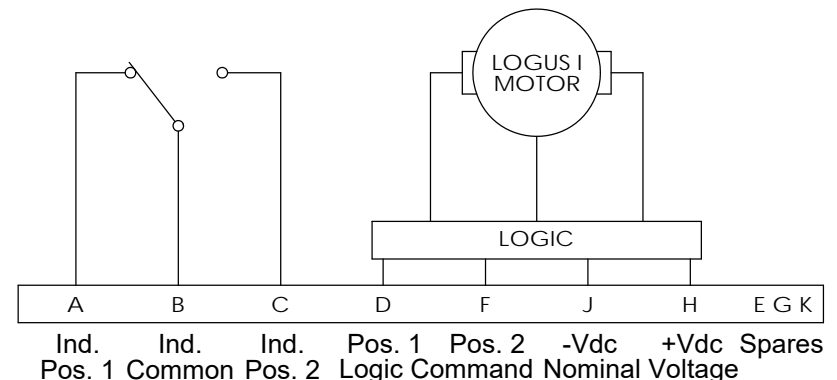 LOGUS I
MOTOR
LOGIC
A B C D F J H E G K
Ind. Ind. Ind. Pos. 1 Pos. 2 -Vdc +Vdc Spares
Pos. 1 Common Pos. 2 Logic Command Nominal Voltage